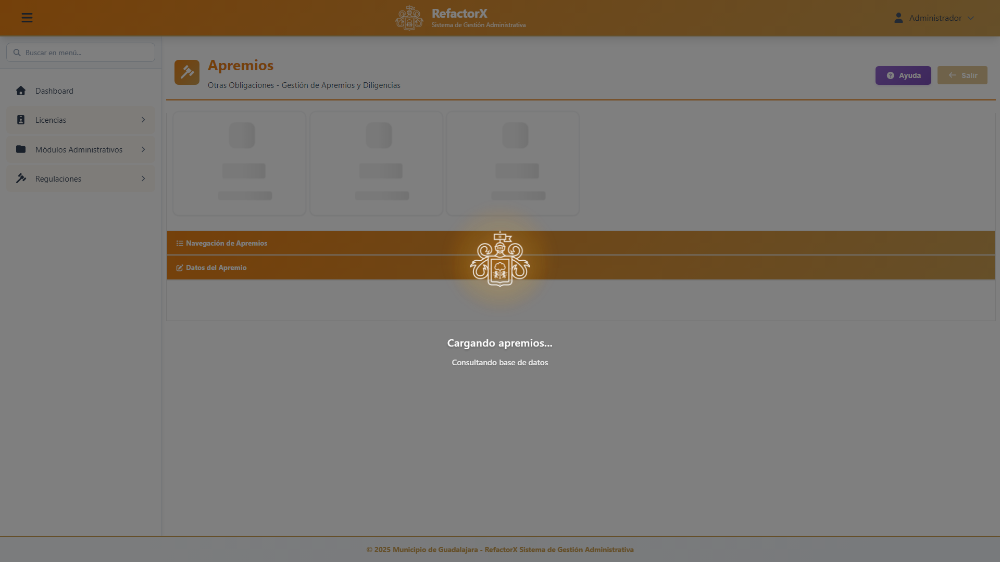 RefactorX
Sistema de Gestión Administrativa
Administrador
Buscar en menú...
Dashboard
Licencias
Módulos Administrativos
Regulaciones
Apremios
Otras Obligaciones - Gestión de Apremios y Diligencias
Ayuda
Salir
Navegación de Apremios
Datos del Apremio
Cargando apremios...
Consultando base de datos
© 2025 Municipio de Guadalajara - RefactorX Sistema de Gestión Administrativa